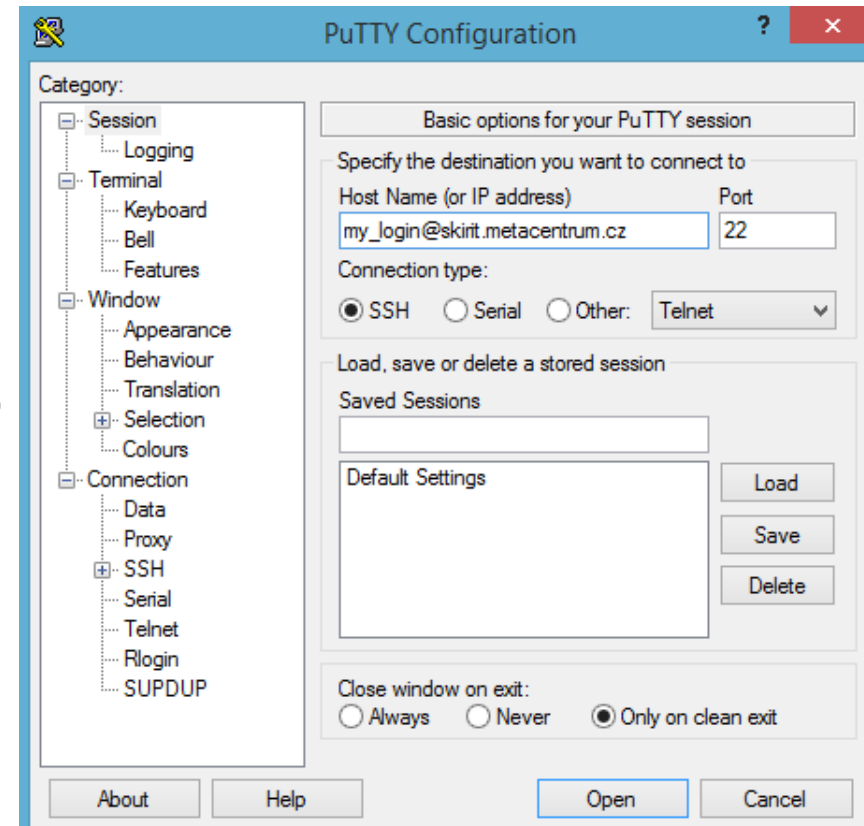 PuTTY Configuration
?
×
Category:
Session
Logging
Terminal
Keyboard
Bell
Features
Window
Appearance
Behaviour
Translation
Selection
Colours
Connection
Data
Proxy
SSH
Serial
Telnet
Rlogin
SUPDUP
Basic options for your PuTTY session
Specify the destination you want to connect to
Host Name (or IP address) Port
my_login@skirit.metacentrum.cz 22
Connection type:
SSH Serial Other: Telnet
Load, save or delete a stored session
Saved Sessions
Default Settings
Load
Save
Delete
Close window on exit:
Always Never Only on clean exit
About Help Open Cancel